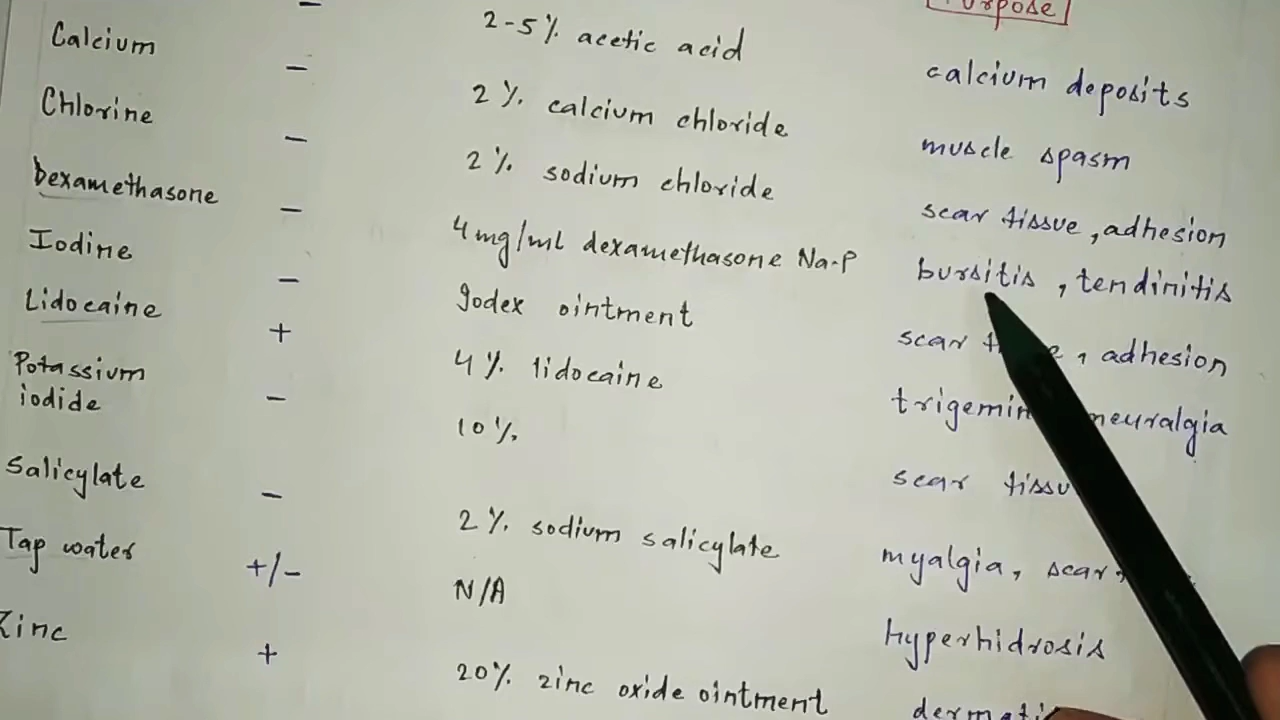 Purpose
– 2-5% acetic acid calcium deposits
Calcium – 2% calcium chloride muscle spasm
Chlorine – 2% sodium chloride scar tissue, adhesion
Dexamethasone – 4mg/ml dexamethasone Na-P bursitis, tendinitis
Iodine – Iodex ointment scar , adhesion
Lidocaine + 4% lidocaine neuralgia
Potassium – 10% scar
iodide
Salicylate – 2% sodium salicylate myalgia, scar
Tap water +/- N/A hyperhidrosis
Zinc + 20% zinc oxide ointment